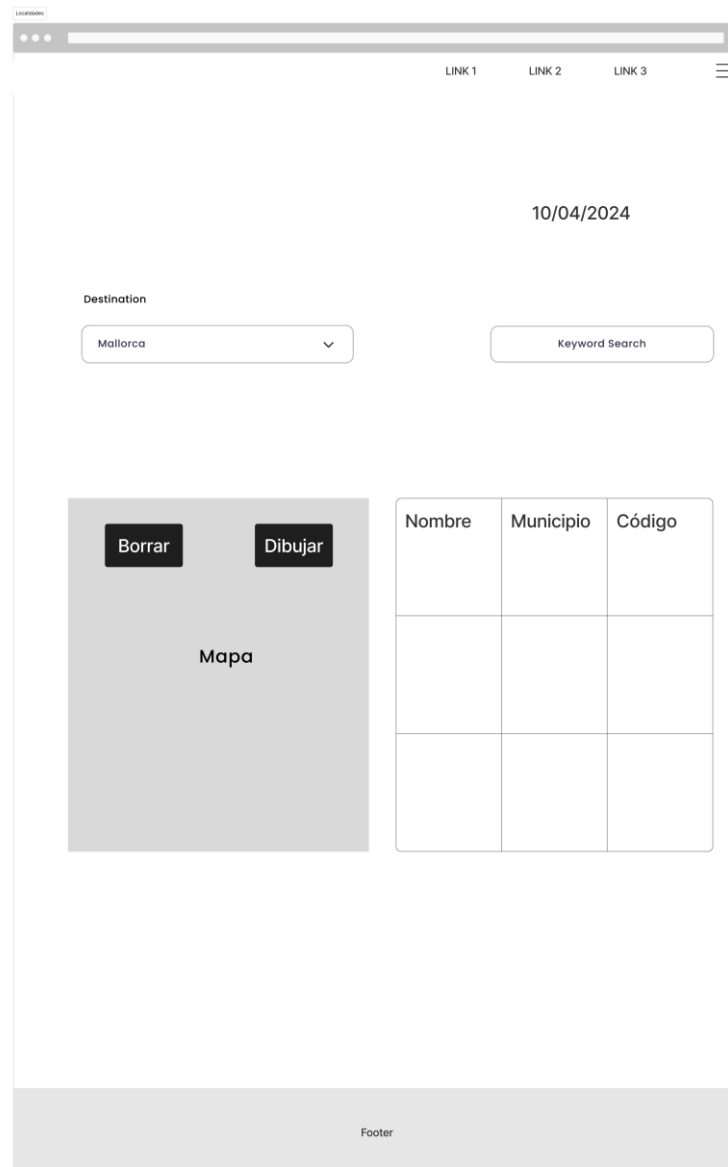 Localidades
LINK 1 LINK 2 LINK 3
10/04/2024
Destination
Mallorca
Keyword Search
Borrar Dibujar
Mapa
Nombre Municipio Código
Footer